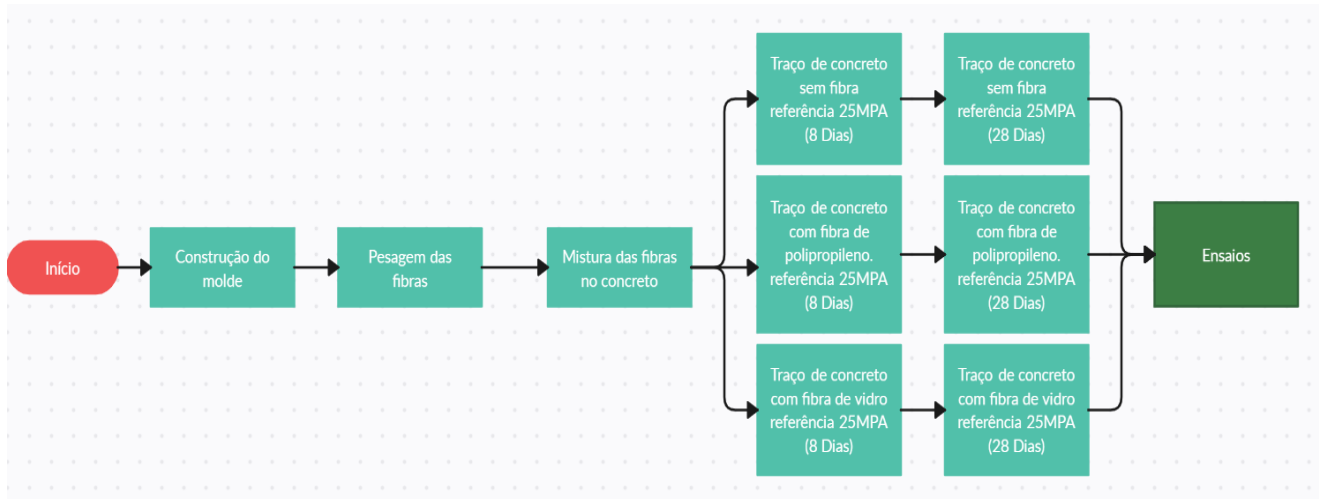 Início
Construção do
molde
Pesagem das
fibras
Mistura das fibras
no concreto
Traço de concreto
sem fibra
referência 25MPA
(8 Dias)
Traço de concreto
sem fibra
referência 25MPA
(28 Dias)
Traço de concreto
com fibra de
polipropileno.
referência 25MPA
(8 Dias)
Traço de concreto
com fibra de
polipropileno.
referência 25MPA
(28 Dias)
Traço de concreto
com fibra de vidro
referência 25MPA
(8 Dias)
Traço de concreto
com fibra de vidro
referência 25MPA
(28 Dias)
Ensaios